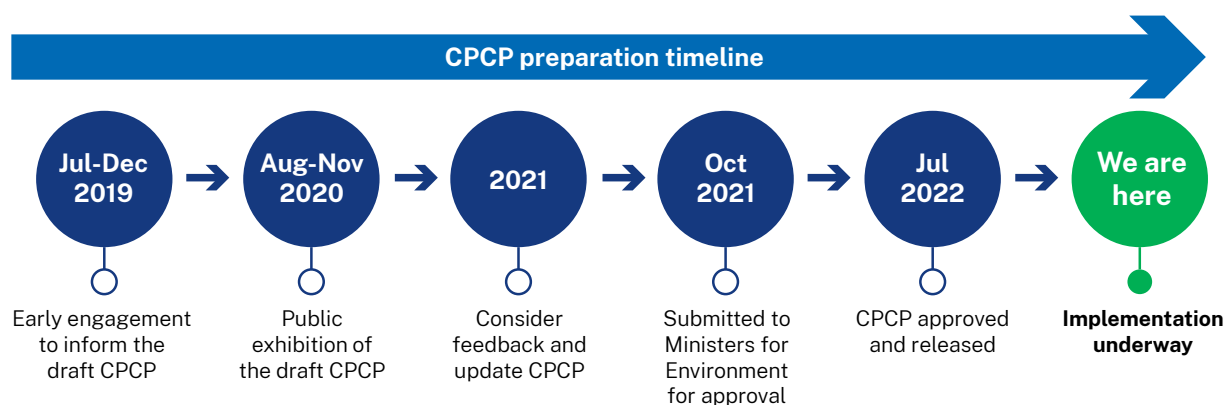 CPCP preparation timeline
Jul-Dec
2019
Aug-Nov
2020
2021
Oct
2021
Jul
2022
We are
here
Early engagement
to inform the
draft CPCP
Public
exhibition of
the draft CPCP
Consider
feedback and
update CPCP
Submitted to
Ministers for
Environment
for approval
CPCP approved
and released
Implementation
underway